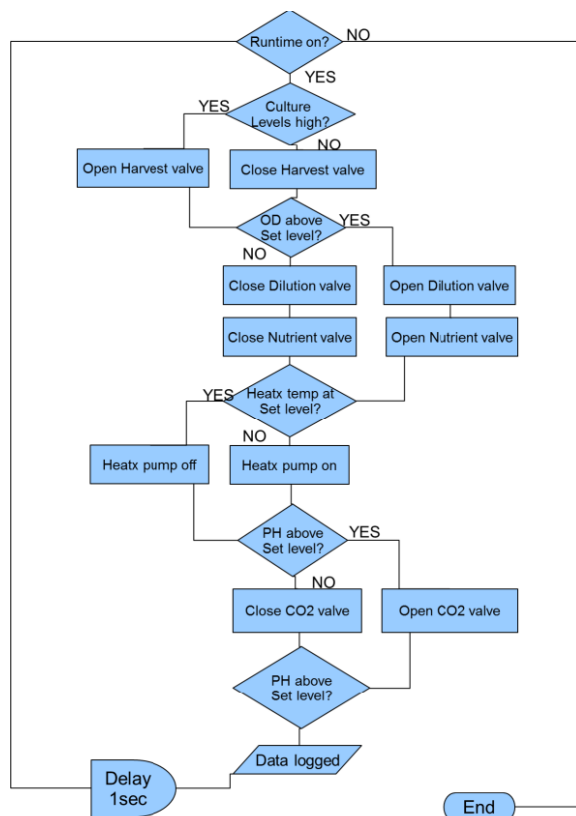 Runtime on?
NO
YES
YES
Culture
Levels high?
NO
Open Harvest valve
Close Harvest valve
OD above
Set level?
YES
NO
Close Dilution valve
Open Dilution valve
Close Nutrient valve
Open Nutrient valve
Heatx temp at
Set level?
YES
NO
Heatx pump off
Heatx pump on
PH above
Set level?
YES
NO
Close CO2 valve
Open CO2 valve
PH above
Set level?
Data logged
Delay
1sec
End